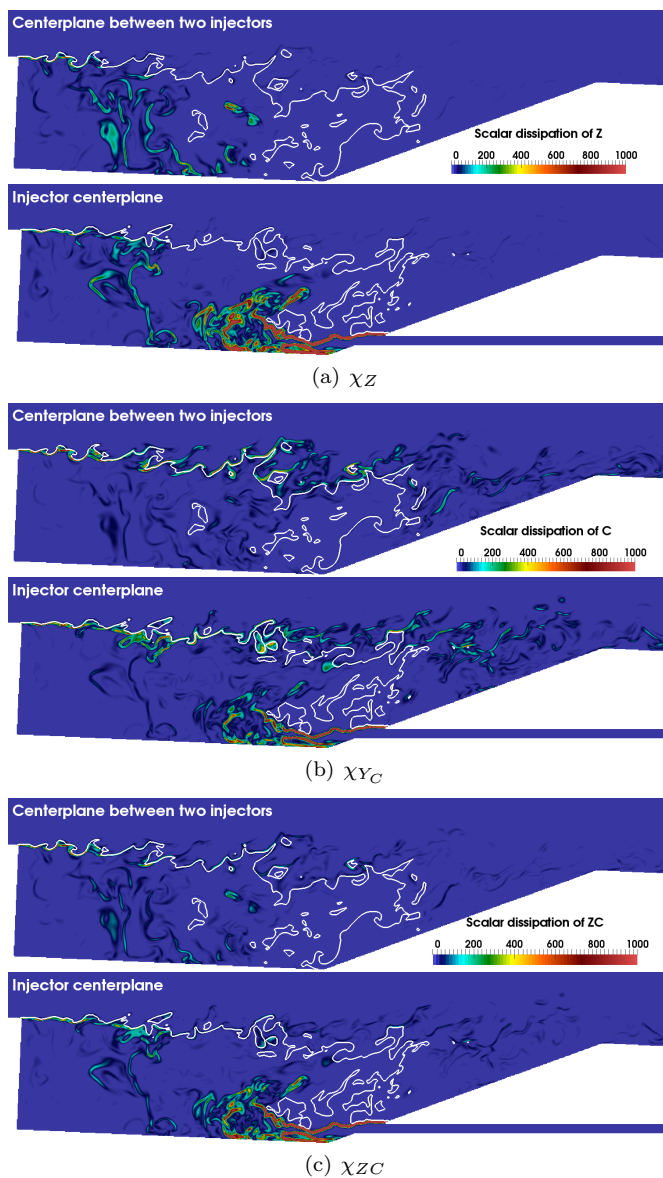 Centerplane between two injectors
Scalar dissipation of Z
0 200 400 600 800 1000
Injector centerplane
(a) χ_Z
Centerplane between two injectors
Scalar dissipation of C
0 200 400 600 800 1000
Injector centerplane
(b) χ_{Y_C}
Centerplane between two injectors
Scalar dissipation of ZC
0 200 400 600 800 1000
Injector centerplane
(c) χ_{ZC}